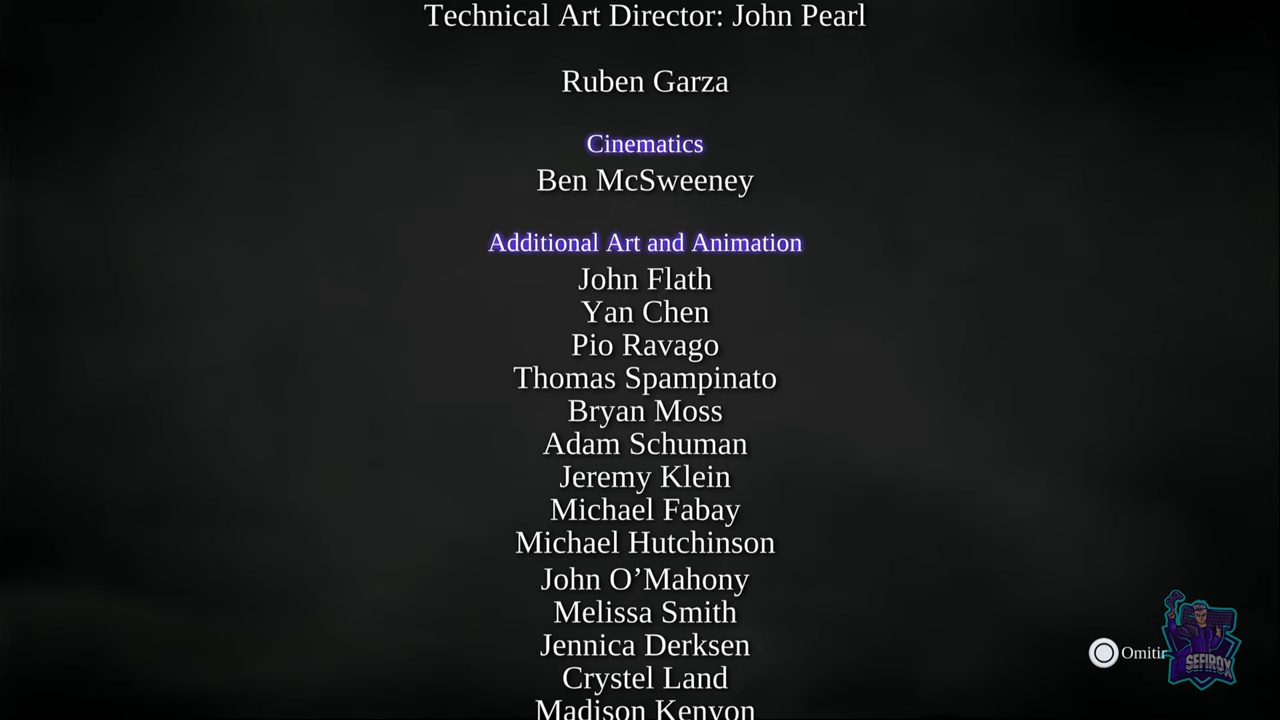 Technical Art Director: John Pearl
Ruben Garza
Cinematics
Ben McSweeney
Additional Art and Animation
John Flath
Yan Chen
Pio Ravago
Thomas Spampinato
Bryan Moss
Adam Schuman
Jeremy Klein
Michael Fabay
Michael Hutchinson
John O’Mahony
Melissa Smith
Jennica Derksen
Crystel Land
Madison Kenyon
Omitir
SEFIROX